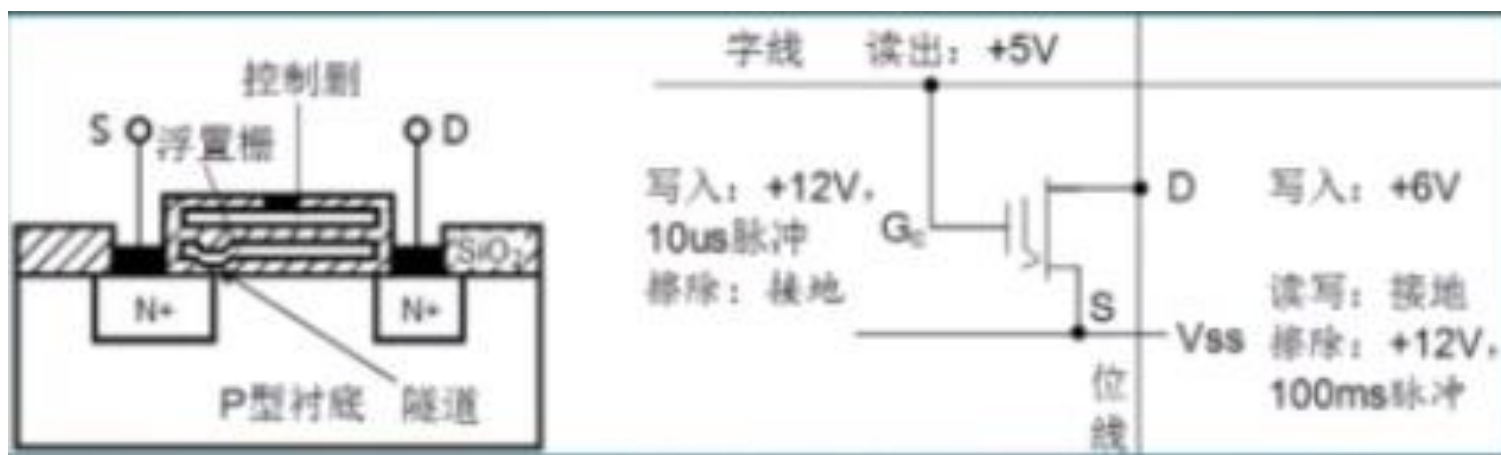 控制删
S
D
浮置栅
SiO2
N+
N+
P型衬底
隧道
字线 读出：+5V
写入：+12V，
10us脉冲
擦除：接地
Gc
D
S
写入：+6V
Vss
读写：接地
擦除：+12V，
100ms脉冲
位
线